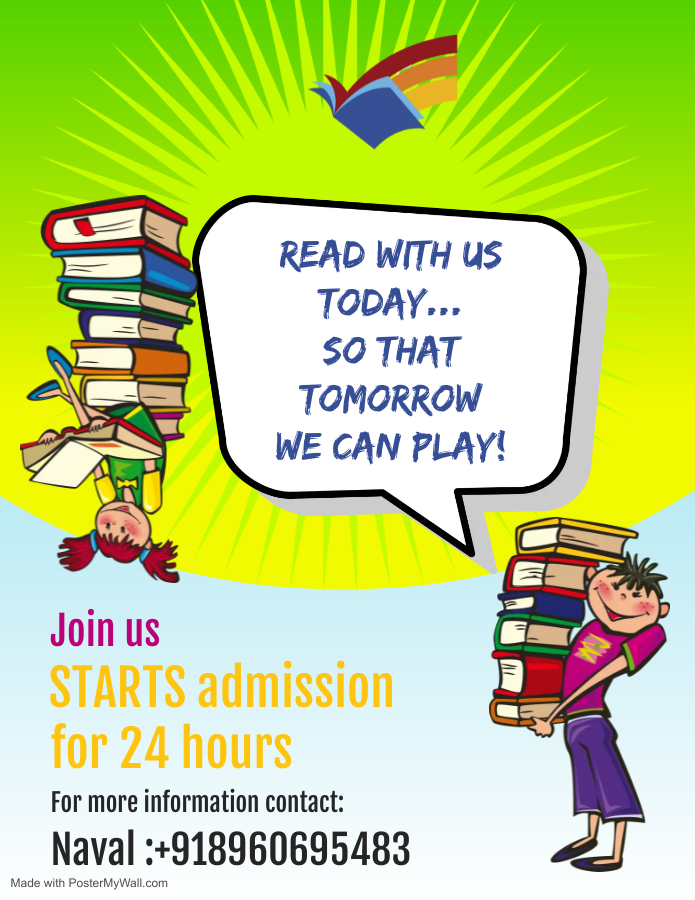 READ WITH US
TODAY...
SO THAT
TOMORROW
WE CAN PLAY!
Join us
STARTS admission
for 24 hours
For more information contact:
Naval :+918960695483
Made with PosterMyWall.com